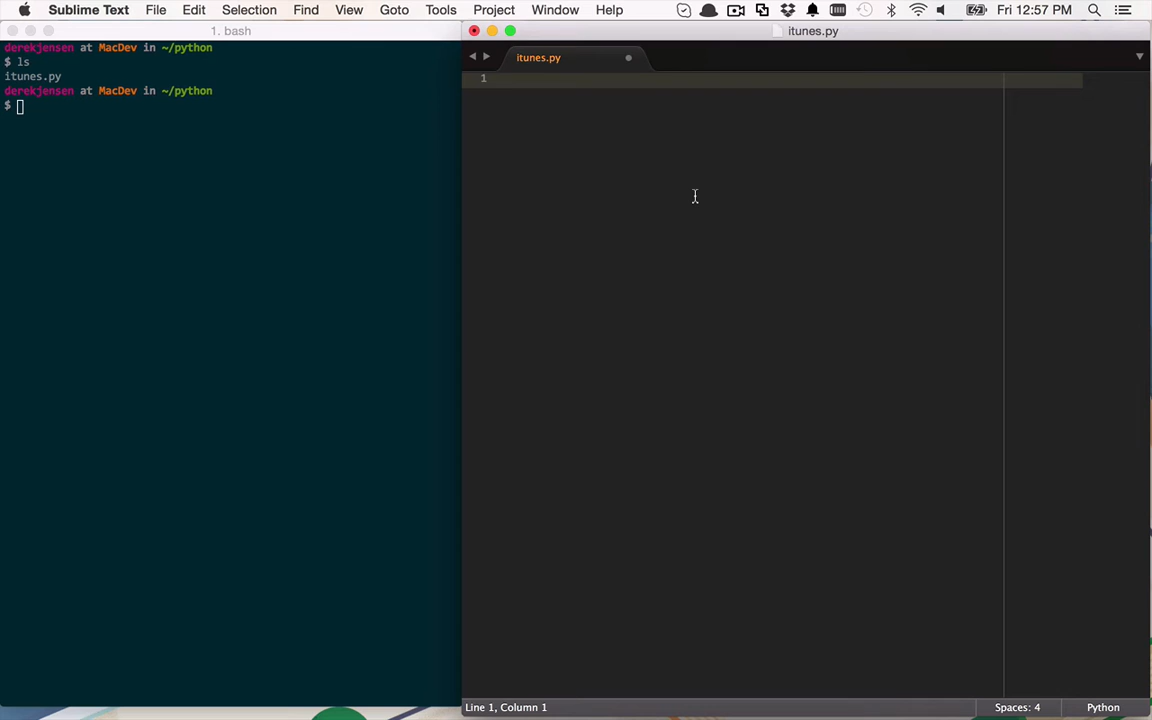 Sublime Text File Edit Selection Find View Goto Tools Project Window Help Fri 12:57 PM
1. bash
itunes.py
derekjensen at MacDev in ~/python
$ ls
itunes.py
derekjensen at MacDev in ~/python
$
itunes.py
1
Line 1, Column 1
Spaces: 4
Python